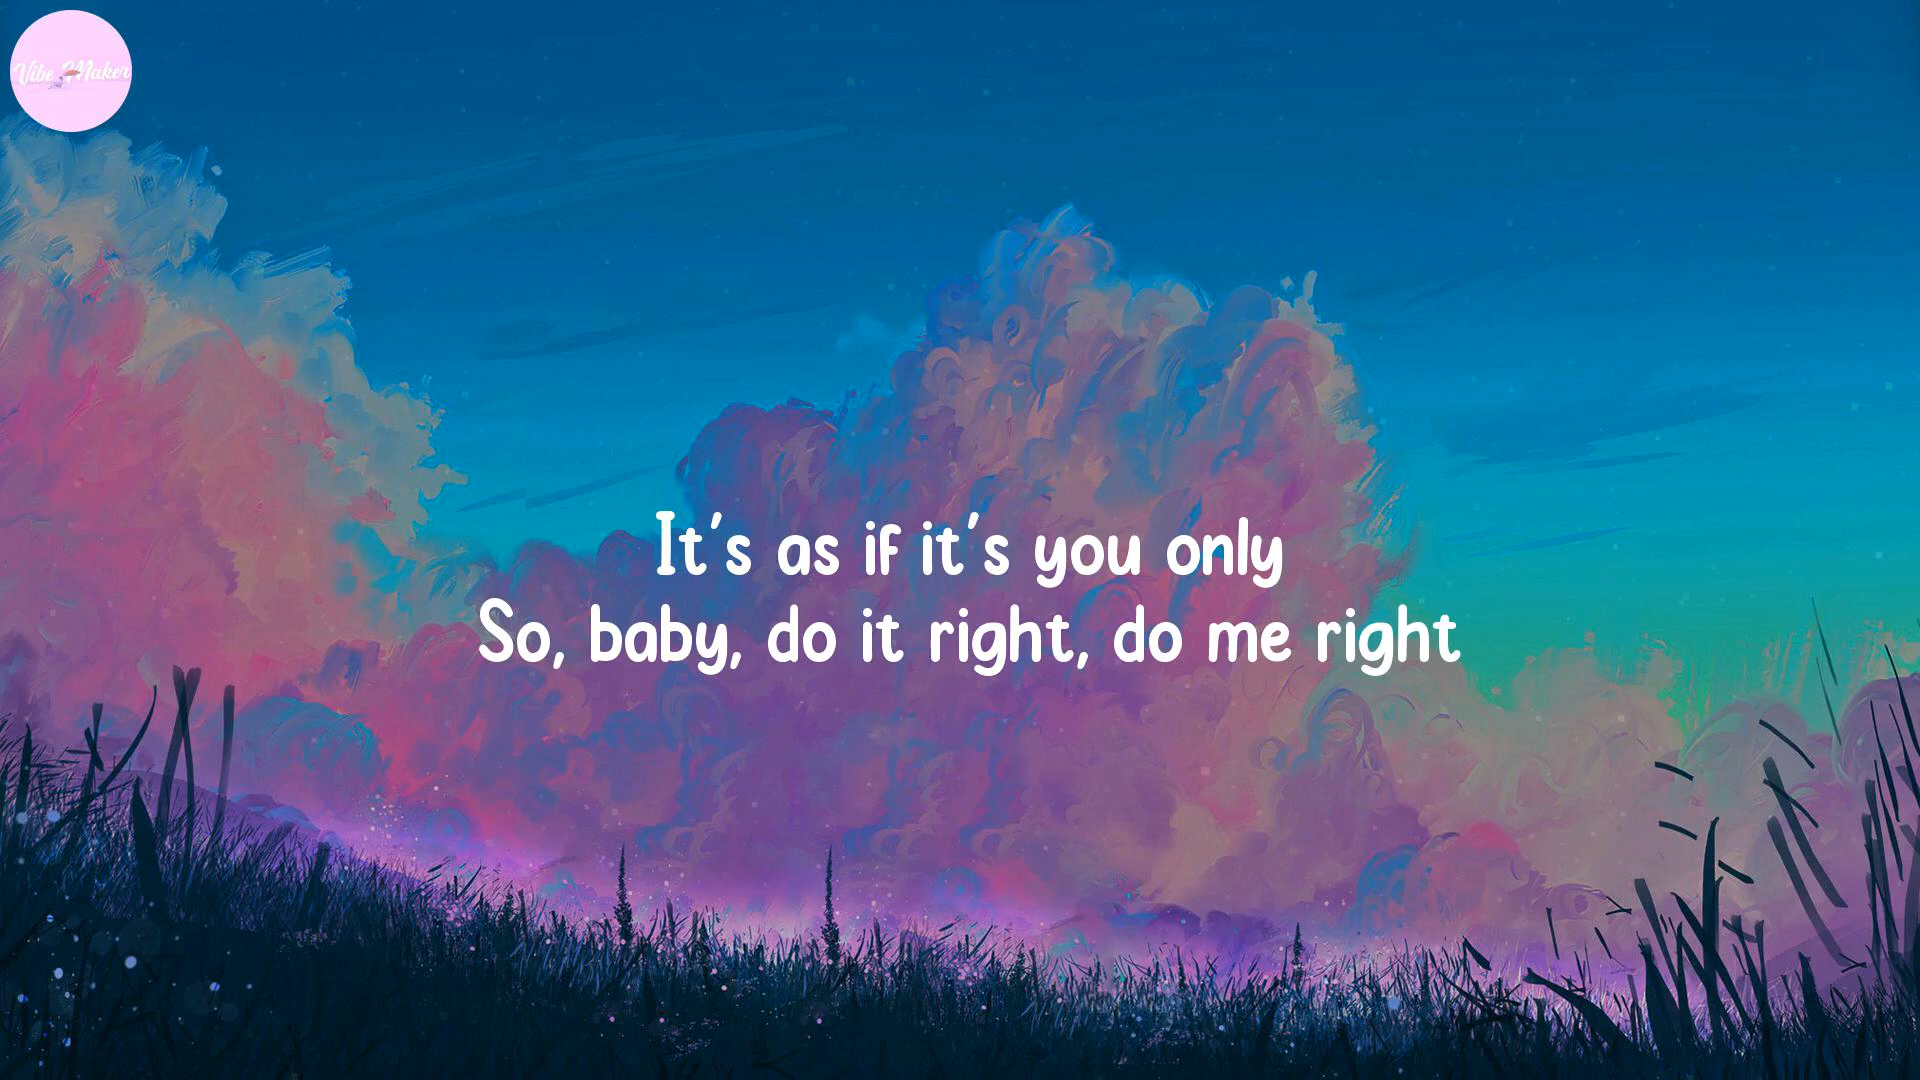 Vibe Maker
It's as if it's you only
So, baby, do it right, do me right